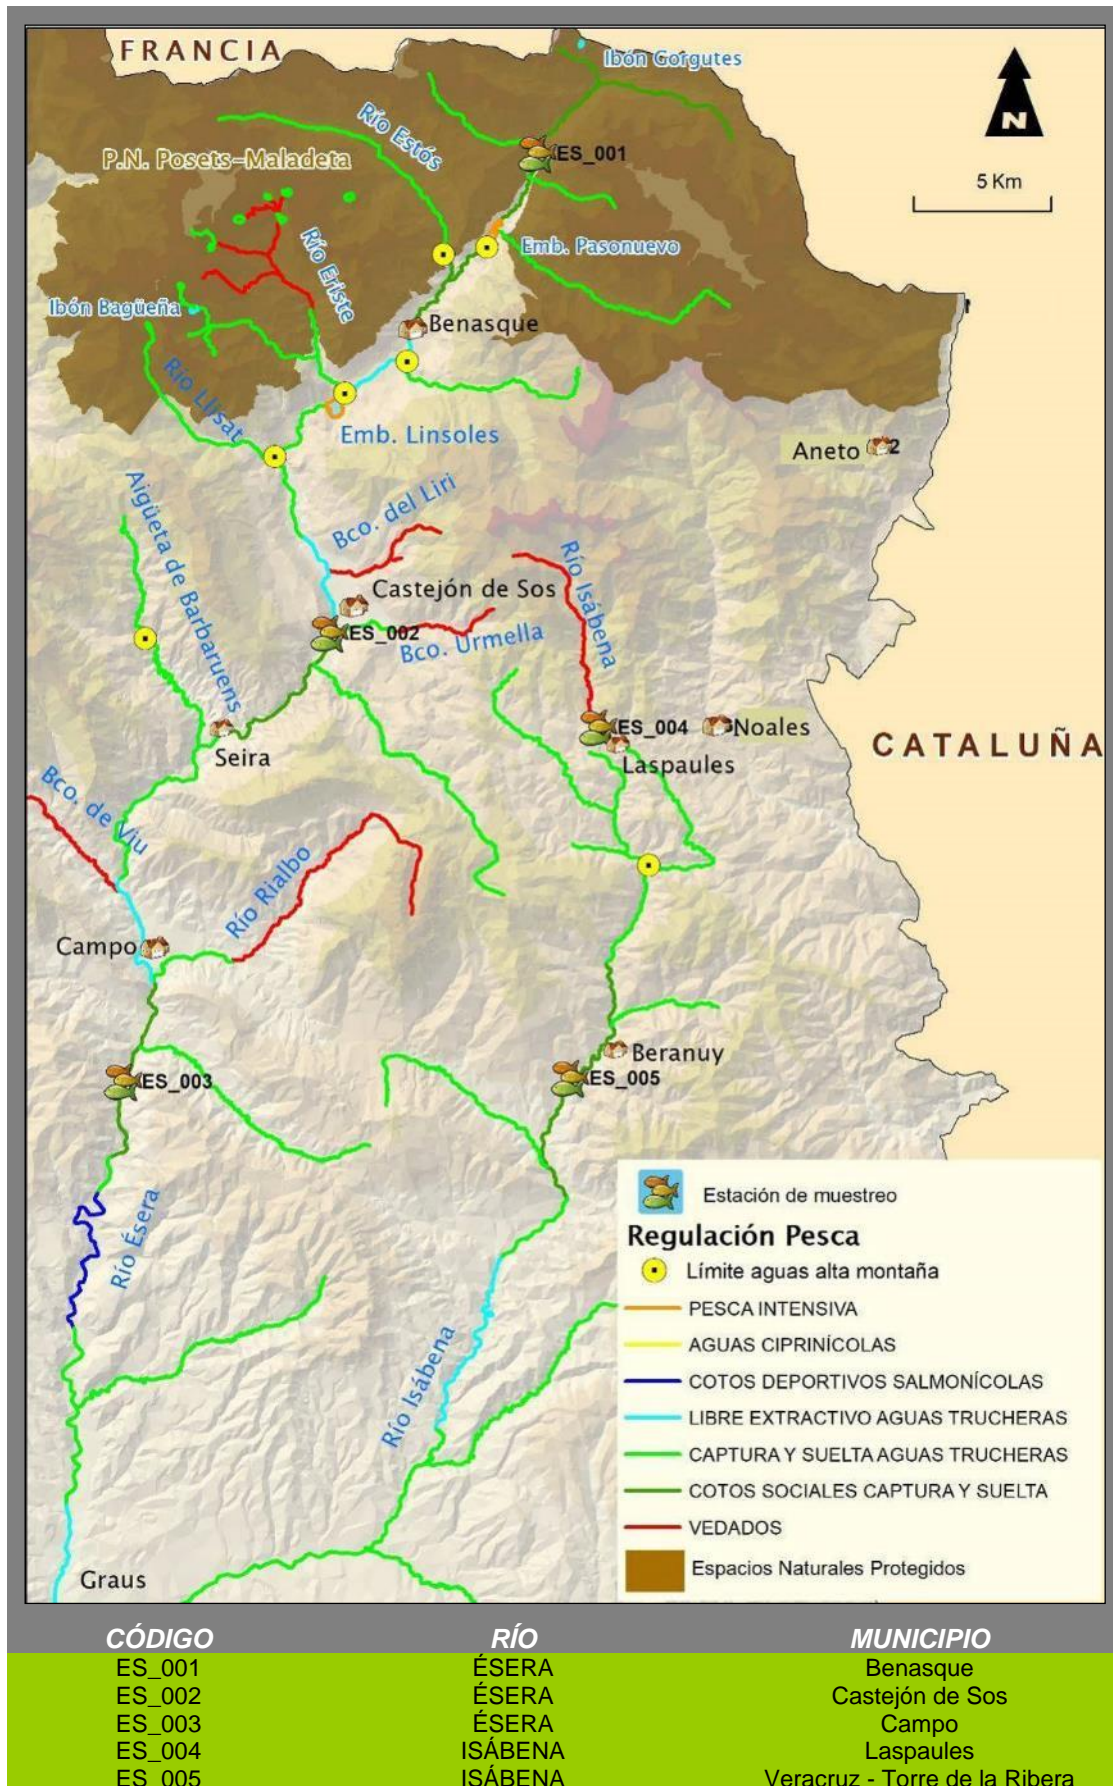 FRANCIA
Ibón Gorgutes
Río Estós
ES_001
P.N. Posets-Maladeta
N
5 Km
Río Eriste
Emb. Pasonuevo
Ibón Bagüeña
Benasque
Río Llisat
Emb. Linsoles
Aneto
2
Aigüeta de Barbaruens
Bco. del Liri
Río Isábena
Castejón de Sos
ES_002
Bco. Urmella
ES_004
Noales
Seira
Laspaules
CATALUÑA
Bco. de Viu
Río Rialbo
Campo
Beranuy
ES_003
ES_005
Río Ésera
Río Isábena
Graus
Estación de muestreo
Regulación Pesca
Límite aguas alta montaña
PESCA INTENSIVA
AGUAS CIPRINÍCOLAS
COTOS DEPORTIVOS SALMONÍCOLAS
LIBRE EXTRACTIVO AGUAS TRUCHERAS
CAPTURA Y SUELTA AGUAS TRUCHERAS
COTOS SOCIALES CAPTURA Y SUELTA
VEDADOS
Espacios Naturales Protegidos
CÓDIGO RÍO MUNICIPIO
ES_001 ÉSERA Benasque
ES_002 ÉSERA Castejón de Sos
ES_003 ÉSERA Campo
ES_004 ISÁBENA Laspaules
ES_005 ISÁBENA Veracruz - Torre de la Ribera